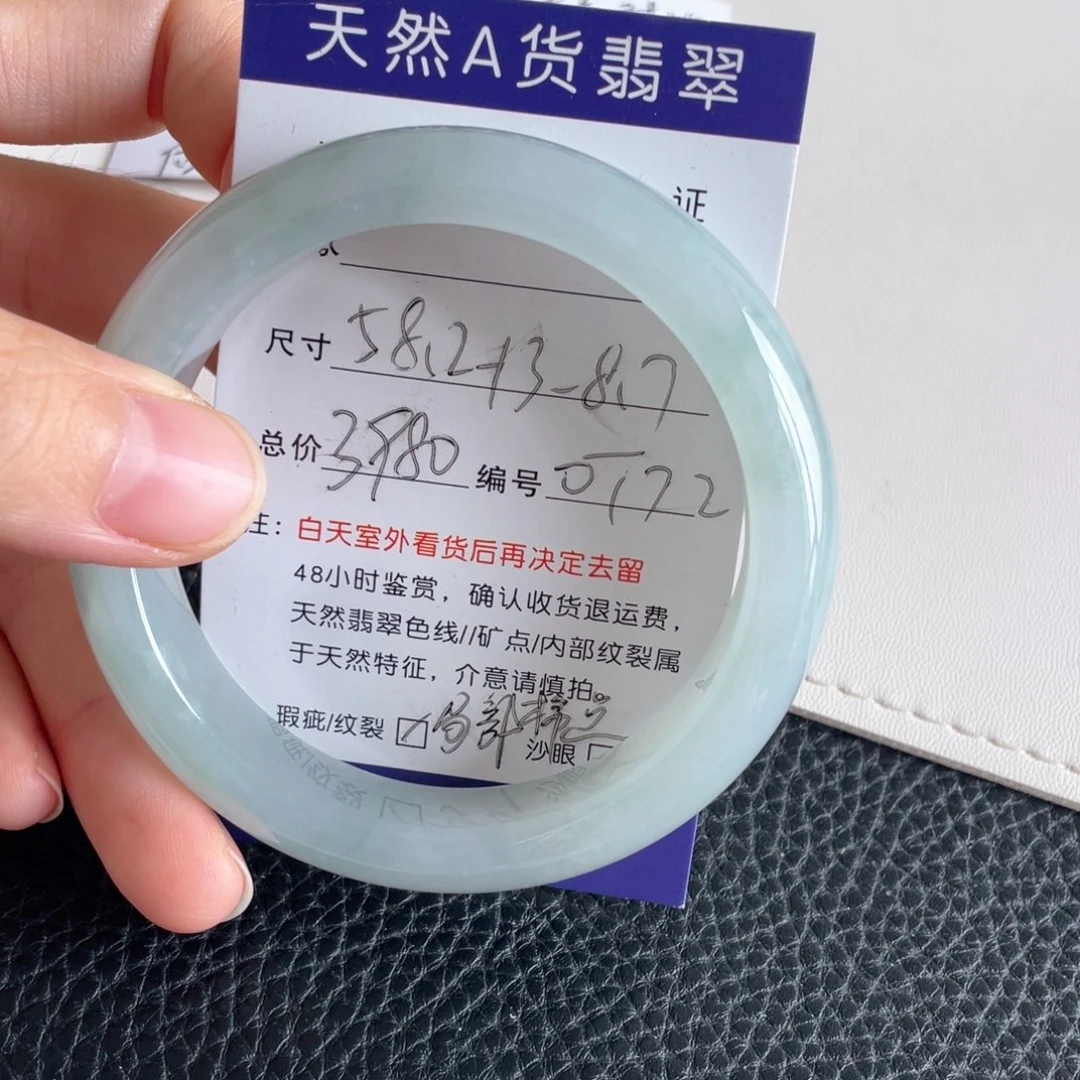 天然A货翡翠
证
尺寸 58.2-13-8.7
总价 3980 编号 0172
注：白天室外看货后再决定去留
48小时鉴赏，确认收货退运费，
天然翡翠色线//矿点/内部纹裂属
于天然特征，介意请慎拍。
瑕疵/纹裂 局部
沙眼